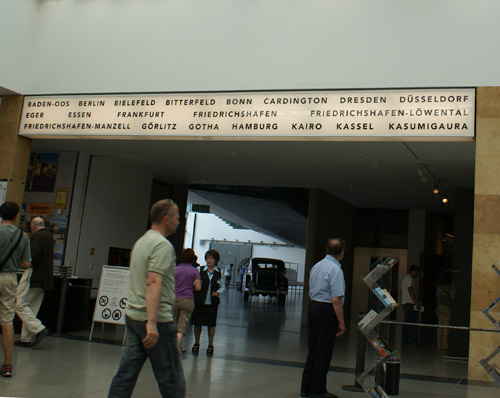 BADEN-OOS BERLIN BIELEFELD BITTERFELD BONN CARDINGTON DRESDEN DÜSSELDORF
EGER ESSEN FRANKFURT FRIEDRICHSHAFEN FRIEDRICHSHAFEN-LÖWENTAL
FRIEDRICHSHAFEN-MANZELL GÖRLITZ GOTHA HAMBURG KAIRO KASSEL KASUMIGAURA